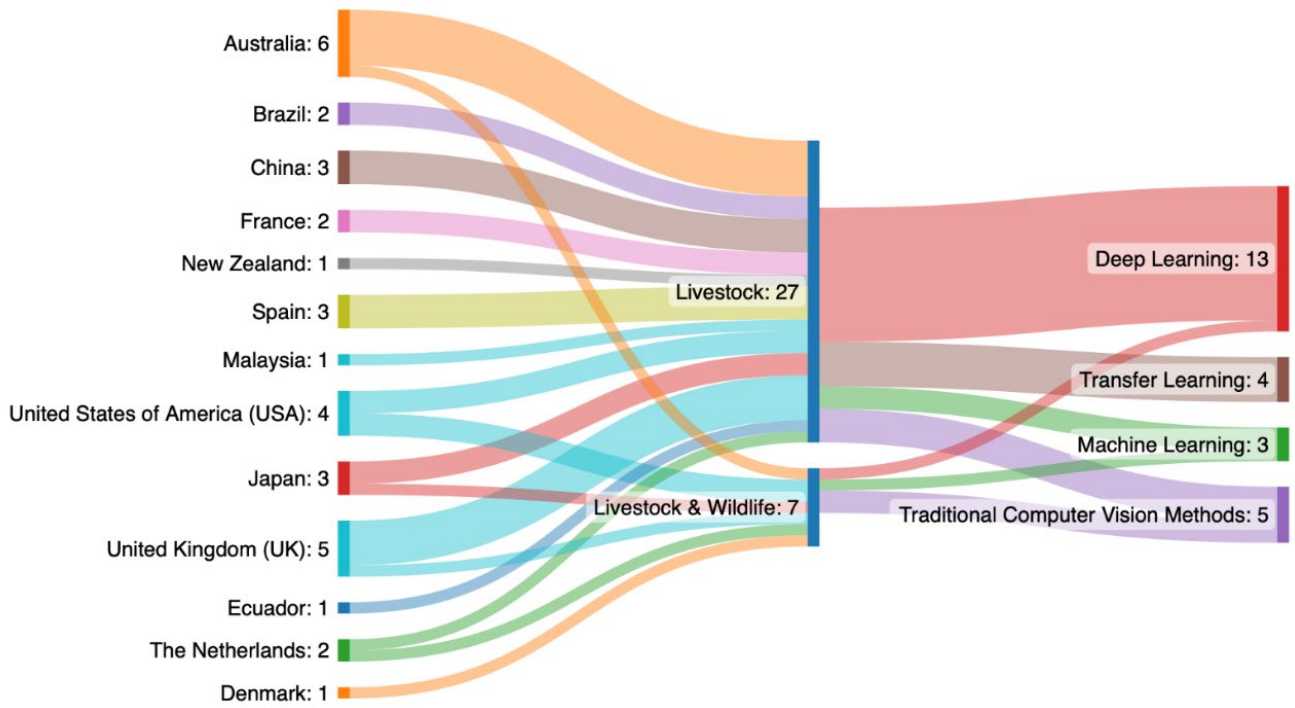 Australia: 6
Brazil: 2
China: 3
France: 2
New Zealand: 1
Spain: 3
Malaysia: 1
United States of America (USA): 4
Japan: 3
United Kingdom (UK): 5
Ecuador: 1
The Netherlands: 2
Denmark: 1
Livestock: 27
Livestock & Wildlife: 7
Deep Learning: 13
Transfer Learning: 4
Machine Learning: 3
Traditional Computer Vision Methods: 5